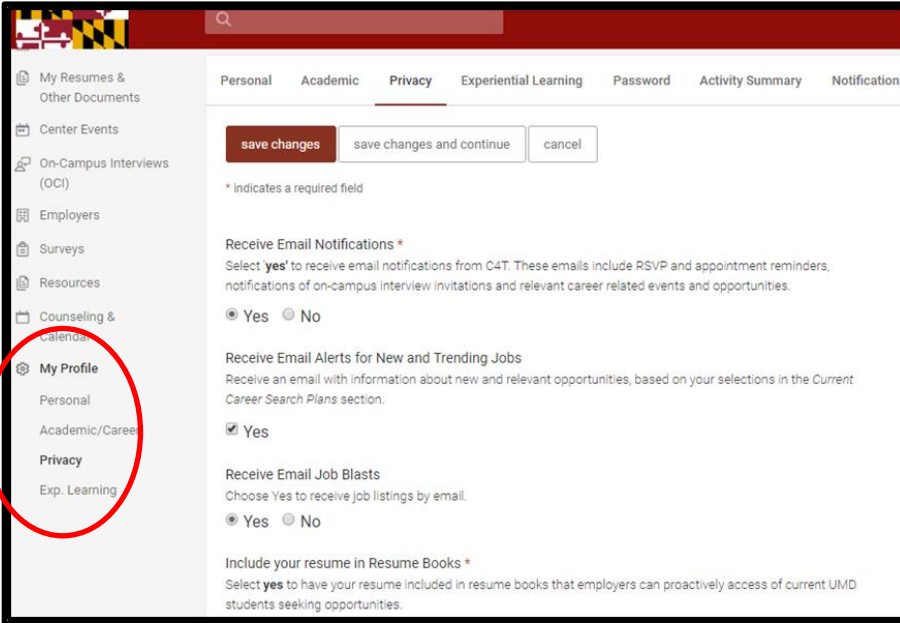 My Resumes &
Other Documents
Center Events
On-Campus Interviews
(OCI)
Employers
Surveys
Resources
Counseling &
Calendar
My Profile
Personal
Academic/Career
Privacy
Exp. Learning
Personal Academic Privacy Experiential Learning Password Activity Summary Notification
save changes save changes and continue cancel
* indicates a required field
Receive Email Notifications *
Select 'yes' to receive email notifications from C4T. These emails include RSVP and appointment reminders,
notifications of on-campus interview invitations and relevant career related events and opportunities.
Yes No
Receive Email Alerts for New and Trending Jobs
Receive an email with information about new and relevant opportunities, based on your selections in the Current
Career Search Plans section.
Yes
Receive Email Job Blasts
Choose Yes to receive job listings by email.
Yes No
Include your resume in Resume Books *
Select yes to have your resume included in resume books that employers can proactively access of current UMD
students seeking opportunities.